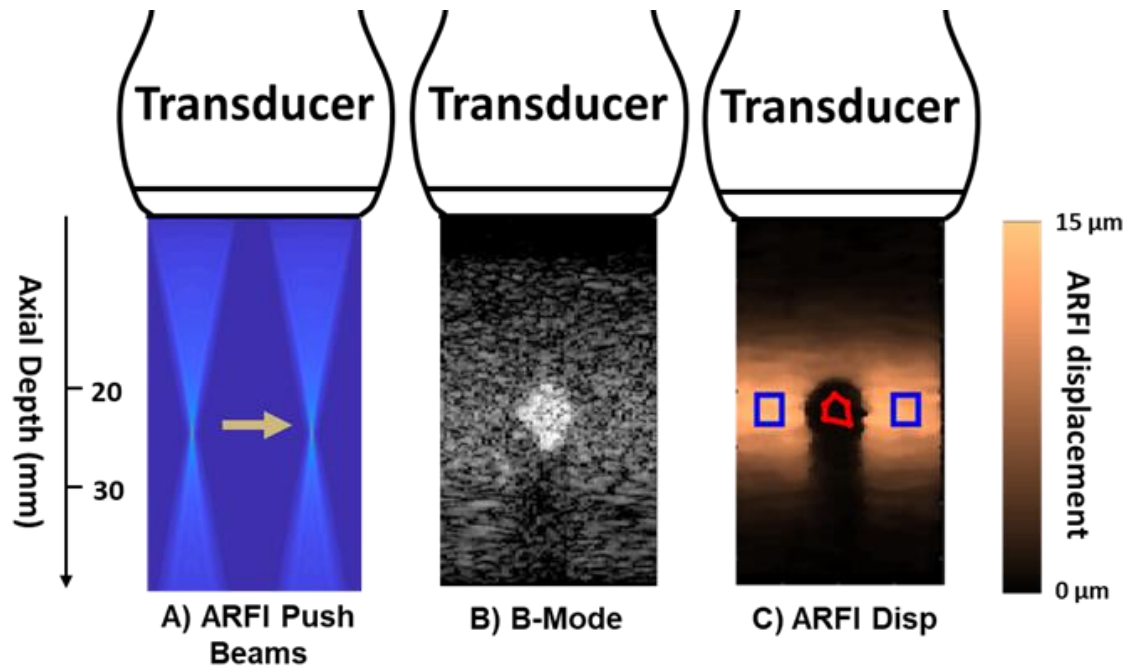 Transducer
Transducer
Transducer
Axial Depth (mm)
20
30
15 μm
ARFI displacement
0 μm
A) ARFI Push
Beams
B) B-Mode
C) ARFI Disp